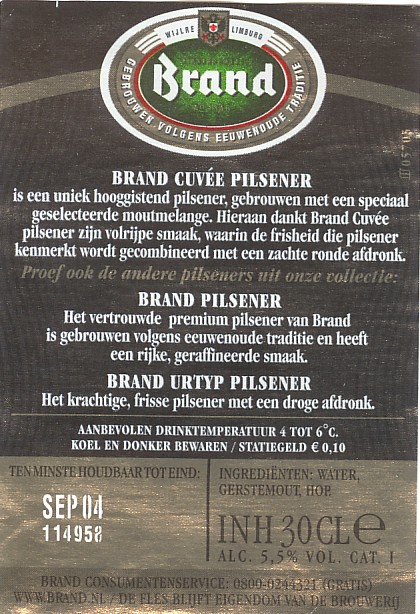 WIJLRE LIMBURG
Brand
GEBROUWEN VOLGENS EEUWENOUDE TRADITIE
BRAND CUVÉE PILSENER
is een uniek hooggistend pilsener, gebrouwen met een speciaal
geselecteerde moutmelange. Hieraan dankt Brand Cuvée
pilsener zijn volrijpe smaak, waarin de frisheid die pilsener
kenmerkt wordt gecombineerd met een zachte ronde afdronk.
Proef ook de andere pilseners uit onze collectie:
BRAND PILSENER
Het vertrouwde premium pilsener van Brand
is gebrouwen volgens eeuwenoude traditie en heeft
een rijke, geraffineerde smaak.
BRAND URTYP PILSENER
Het krachtige, frisse pilsener met een droge afdronk.
AANBEVOLEN DRINKTEMPERATUUR 4 TOT 6°C.
KOEL EN DONKER BEWAREN / STATIEGELD € 0,10
TEN MINSTE HOUDBAAR TOT EIND:
SEP 04
114958
INGREDIËNTEN: WATER,
GERSTEMOUT, HOP.
INH 30CL e
ALC. 5,5% VOL. CAT. I
BRAND CONSUMENTENSERVICE: 0800-0244321 (GRATIS)
WWW.BRAND.NL / DE FLES BLIJFT EIGENDOM VAN DE BROUWERIJ